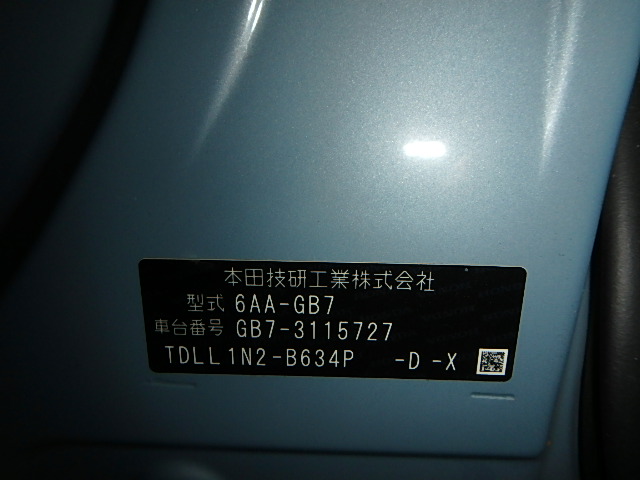 本田技研工業株式会社
型式 6AA-GB7
車台番号 GB7-3115727
TDLL1N2-B634P -D -X